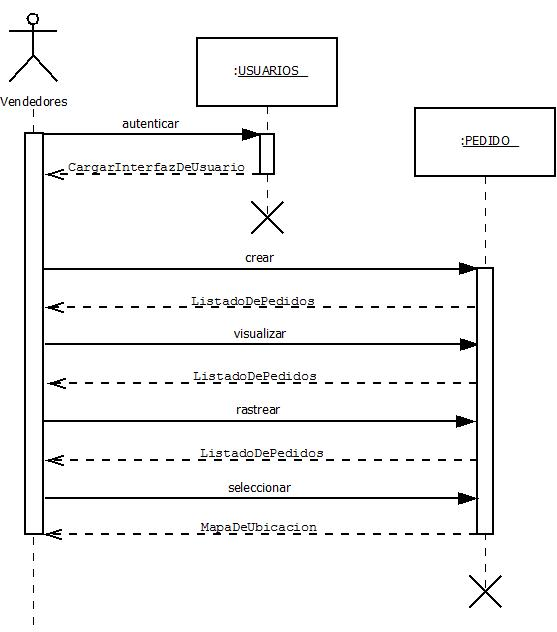 :USUARIOS
Vendedores
autenticar
:PEDIDO
CargarInterfazDeUsuario
crear
ListadoDePedidos
visualizar
ListadoDePedidos
rastrear
ListadoDePedidos
seleccionar
MapaDeUbicacion